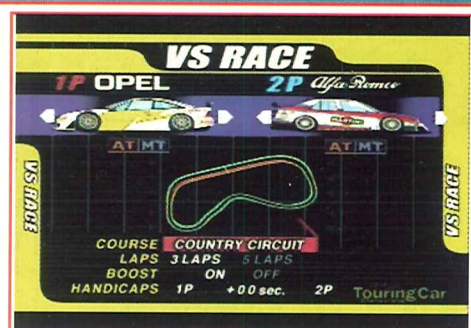 VS RACE
1P OPEL 2P Alfa Romeo
MARTINI
AT MT AT MT
VS RACE VS RACE
COURSE COUNTRY CIRCUIT
LAPS 3 LAPS 5 LAPS
BOOST ON OFF
HANDICAPS 1P +00 sec. 2P
TouringCar